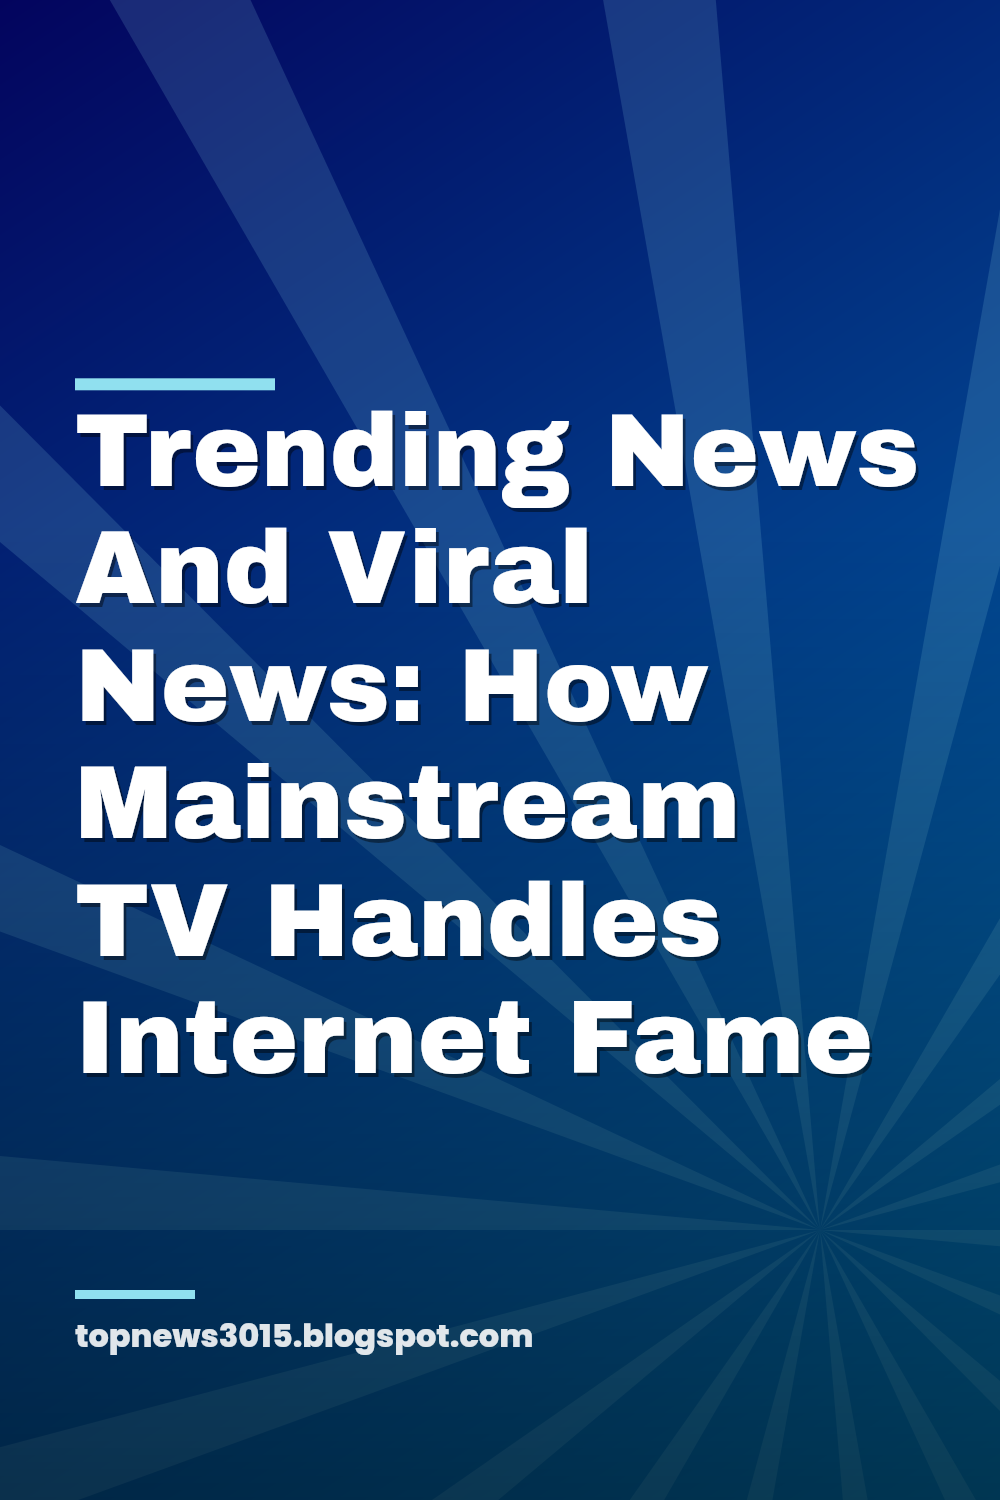 Trending News
And Viral
News: How
Mainstream
TV Handles
Internet Fame
topnews3015.blogspot.com